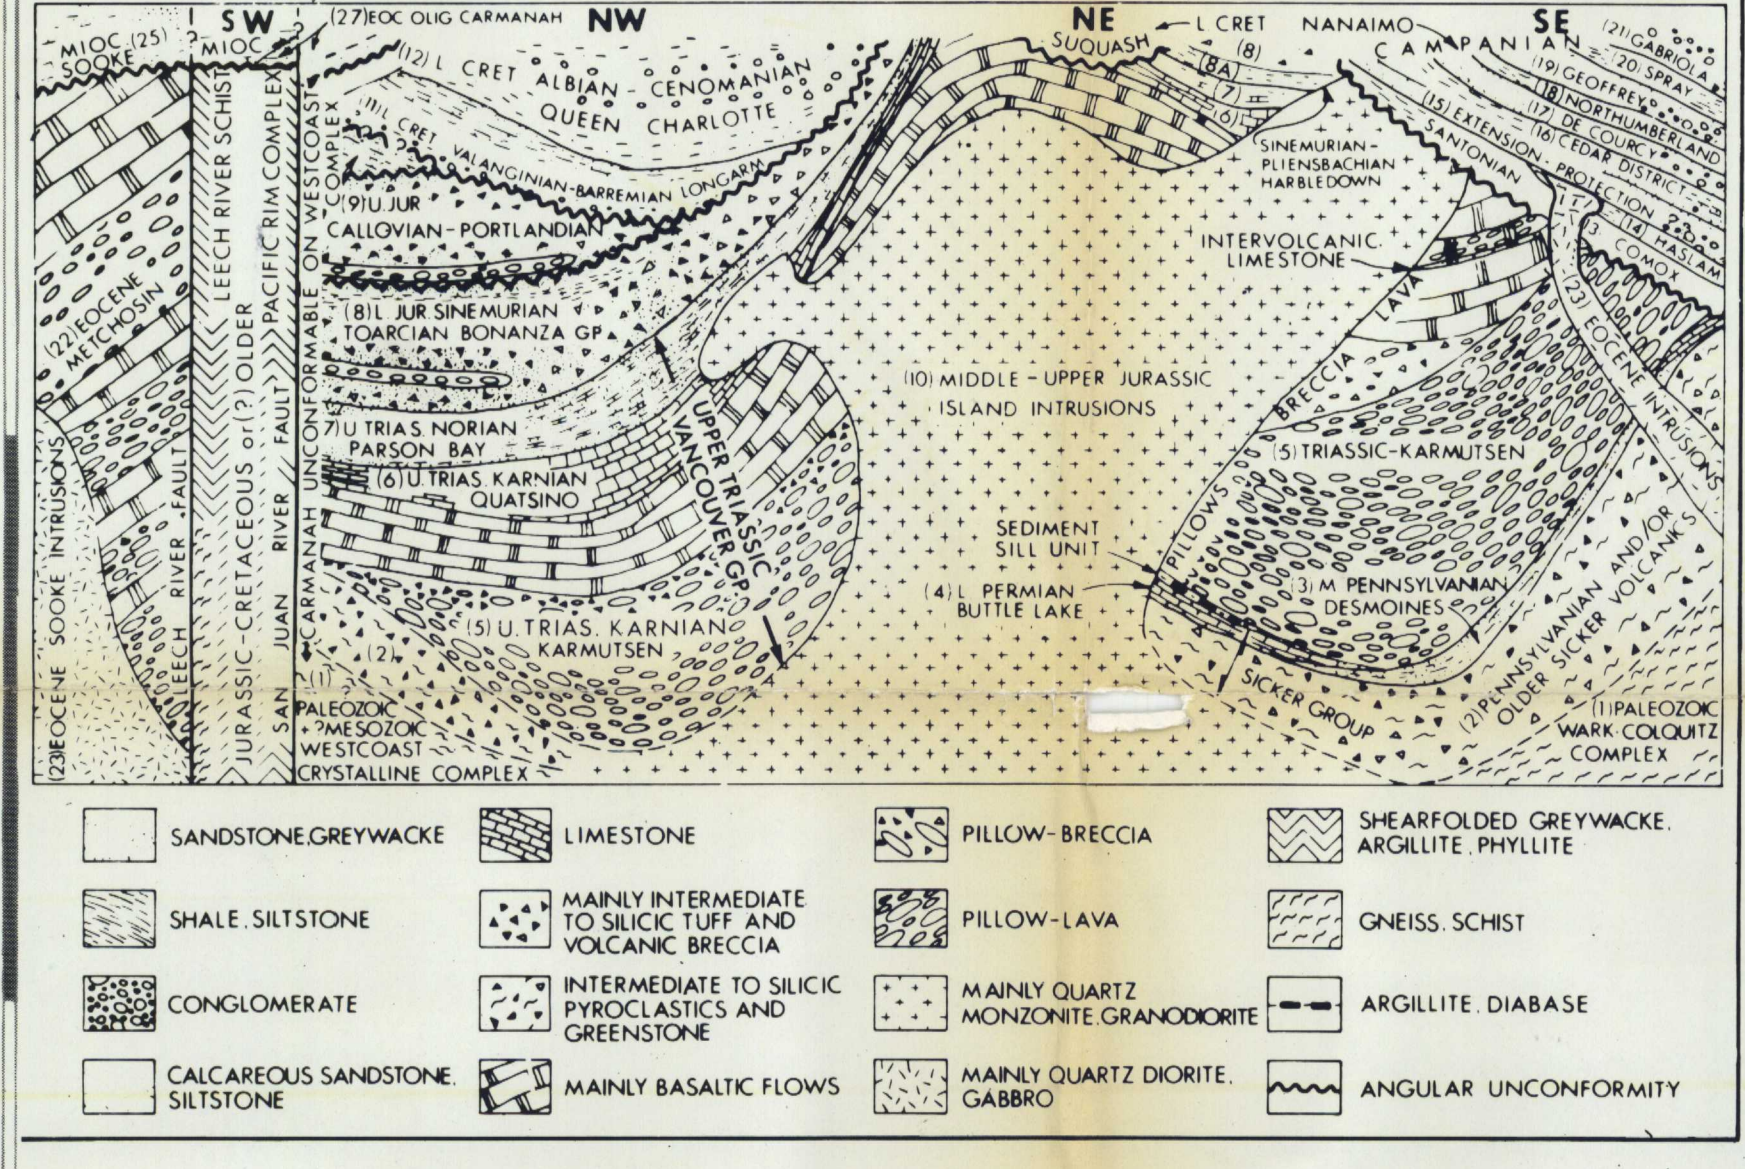 SW
NW
NE
SE
MIOC (25)
SOOKE
MIOC
(27)EOC OLIG CARMANAH
(12) L CRET ALBIAN - CENOMANIAN
QUEEN CHARLOTTE
(11)L CRET VALANGINIAN-BARREMIAN LONGARM
(9)U.JUR
CALLOVIAN-PORTLANDIAN
(8)L. JUR. SINEMURIAN
TOARCIAN BONANZA GP
7)U TRIAS. NORIAN
PARSON BAY
(6)U.TRIAS. KARNIAN
QUATSINO
UPPER TRIASSIC
VANCOUVER GP.
(5) U.TRIAS. KARNIAN
KARMUTSEN
(2)
(1)
PALEOZOIC
+ ?MESOZOIC
WESTCOAST
CRYSTALLINE COMPLEX
(22)EOCENE
METCHOSIN
(23)EOCENE SOOKE INTRUSIONS
LEECH RIVER FAULT
LEECH RIVER SCHIST
JURASSIC-CRETACEOUS or(?) OLDER
PACIFIC RIM COMPLEX
SAN JUAN RIVER FAULT
CARMANAH UNCONFORMABLE ON WESTCOAST
COMPLEX
SUQUASH
L CRET
(8)
(8A)
(7)
(6)
NANAIMO
CAMPANIAN
(21)GABRIOLA
(20) SPRAY
(19) GEOFFREY
(18)NORTHUMBERLAND
(17) DE COURCY
(16)CEDAR DISTRICT
(15) EXTENSION - PROTECTION
SANTONIAN
(14) HASLAM
COMOX
SINEMURIAN-
PLIENSBACHIAN
HARBLEDOWN
INTERVOLCANIC
LIMESTONE
LAVA
BRECCIA
PILLOWS
(23) EOCENE INTRUSIONS
(10) MIDDLE - UPPER JURASSIC
ISLAND INTRUSIONS
(5)TRIASSIC-KARMUTSEN
SEDIMENT
SILL UNIT
(4) L PERMIAN
BUTTLE LAKE
(3) M PENNSYLVANIAN
DESMOINES
SICKER GROUP
(2)PENNSYLVANIAN AND/OR
OLDER SICKER VOLCANICS
(1)PALEOZOIC
WARK-COLQUITZ
COMPLEX
SANDSTONE,GREYWACKE
SHALE, SILTSTONE
CONGLOMERATE
CALCAREOUS SANDSTONE,
SILTSTONE
LIMESTONE
MAINLY INTERMEDIATE
TO SILICIC TUFF AND
VOLCANIC BRECCIA
INTERMEDIATE TO SILICIC
PYROCLASTICS AND
GREENSTONE
MAINLY BASALTIC FLOWS
PILLOW-BRECCIA
PILLOW-LAVA
MAINLY QUARTZ
MONZONITE,GRANODIORITE
MAINLY QUARTZ DIORITE,
GABBRO
SHEARFOLDED GREYWACKE,
ARGILLITE, PHYLLITE
GNEISS, SCHIST
ARGILLITE, DIABASE
ANGULAR UNCONFORMITY